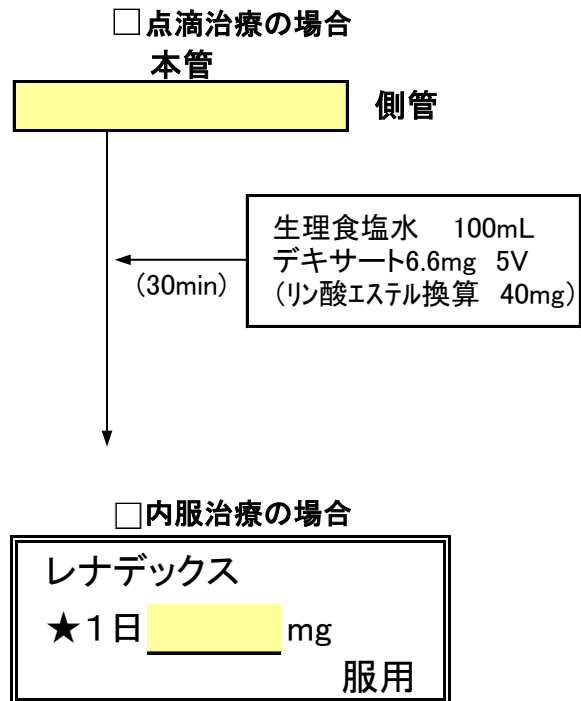 □点滴治療の場合
本管
側管
生理食塩水　100mL
デキサート6.6mg 5V
(リン酸エステル換算 40mg)
(30min)
□内服治療の場合
レナデックス
★1日 mg
服用